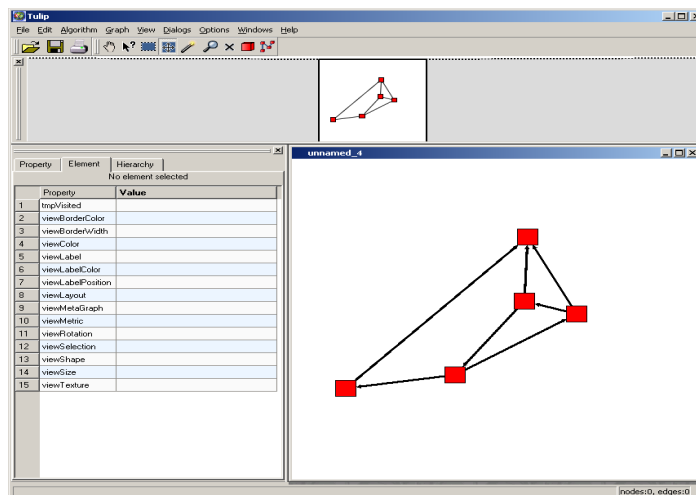 Tulip
File Edit Algorithm Graph View Dialogs Options Windows Help
Property Element Hierarchy
No element selected
Property Value
1 tmpVisited
2 viewBorderColor
3 viewBorderWidth
4 viewColor
5 viewLabel
6 viewLabelColor
7 viewLabelPosition
8 viewLayout
9 viewMetaGraph
10 viewMetric
11 viewRotation
12 viewSelection
13 viewShape
14 viewSize
15 viewTexture
unnamed_4
nodes:0, edges:0